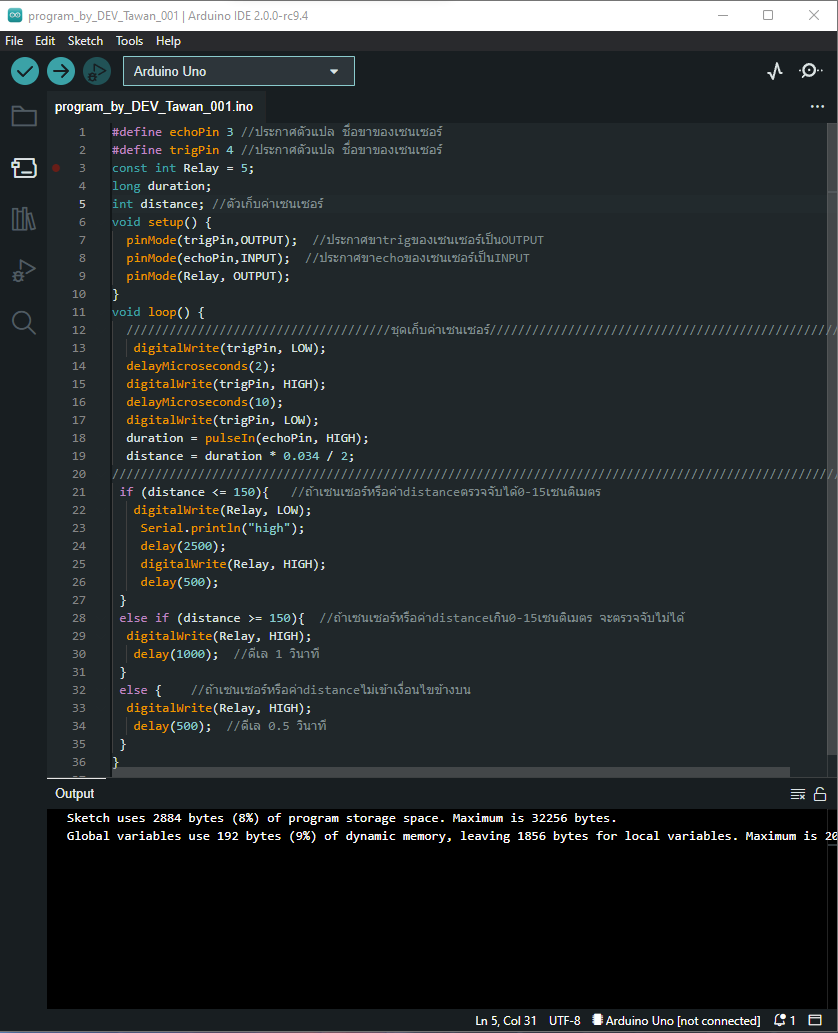 program_by_DEV_Tawan_001 | Arduino IDE 2.0.0-rc9.4
File Edit Sketch Tools Help
Arduino Uno
program_by_DEV_Tawan_001.ino
1 #define echoPin 3 //ประกาศตัวแปล ชื่อขาของเซนเซอร์
2 #define trigPin 4 //ประกาศตัวแปล ชื่อขาของเซนเซอร์
3 const int Relay = 5;
4 long duration;
5 int distance; //ตัวเก็บค่าเซนเซอร์
6 void setup() {
7 pinMode(trigPin,OUTPUT); //ประกาศขาtrigของเซนเซอร์เป็นOUTPUT
8 pinMode(echoPin,INPUT); //ประกาศขาechoของเซนเซอร์เป็นINPUT
9 pinMode(Relay, OUTPUT);
10 }
11 void loop() {
12 /////////////////////////////////////ชุดเก็บค่าเซนเซอร์/////////////////////////////////////////////////
13 digitalWrite(trigPin, LOW);
14 delayMicroseconds(2);
15 digitalWrite(trigPin, HIGH);
16 delayMicroseconds(10);
17 digitalWrite(trigPin, LOW);
18 duration = pulseIn(echoPin, HIGH);
19 distance = duration * 0.034 / 2;
20 //////////////////////////////////////////////////////////////////////////////////////////////////////
21 if (distance <= 150){ //ถ้าเซนเซอร์หรือค่าdistanceตรวจจับได้0-15เซนติเมตร
22 digitalWrite(Relay, LOW);
23 Serial.println("high");
24 delay(2500);
25 digitalWrite(Relay, HIGH);
26 delay(500);
27 }
28 else if (distance >= 150){ //ถ้าเซนเซอร์หรือค่าdistanceเกิน0-15เซนติเมตร จะตรวจจับไม่ได้
29 digitalWrite(Relay, HIGH);
30 delay(1000); //ดีเล 1 วินาที
31 }
32 else { //ถ้าเซนเซอร์หรือค่าdistanceไม่เข้าเงื่อนไขข้างบน
33 digitalWrite(Relay, HIGH);
34 delay(500); //ดีเล 0.5 วินาที
35 }
36 }
Output
Sketch uses 2884 bytes (8%) of program storage space. Maximum is 32256 bytes.
Global variables use 192 bytes (9%) of dynamic memory, leaving 1856 bytes for local variables. Maximum is 20
Ln 5, Col 31 UTF-8 Arduino Uno [not connected] 1